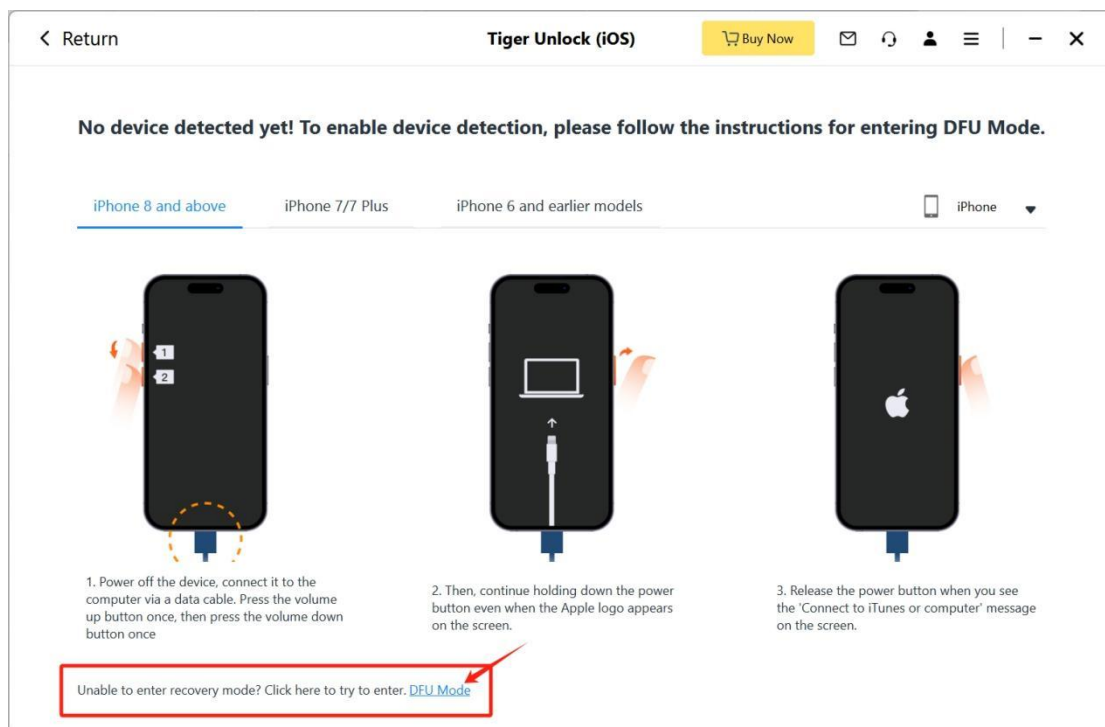 Return
Tiger Unlock (iOS)
Buy Now
No device detected yet! To enable device detection, please follow the instructions for entering DFU Mode.
iPhone 8 and above
iPhone 7/7 Plus
iPhone 6 and earlier models
iPhone
1
2
1. Power off the device, connect it to the
computer via a data cable. Press the volume
up button once, then press the volume down
button once
2. Then, continue holding down the power
button even when the Apple logo appears
on the screen.
3. Release the power button when you see
the 'Connect to iTunes or computer' message
on the screen.
Unable to enter recovery mode? Click here to try to enter. DFU Mode